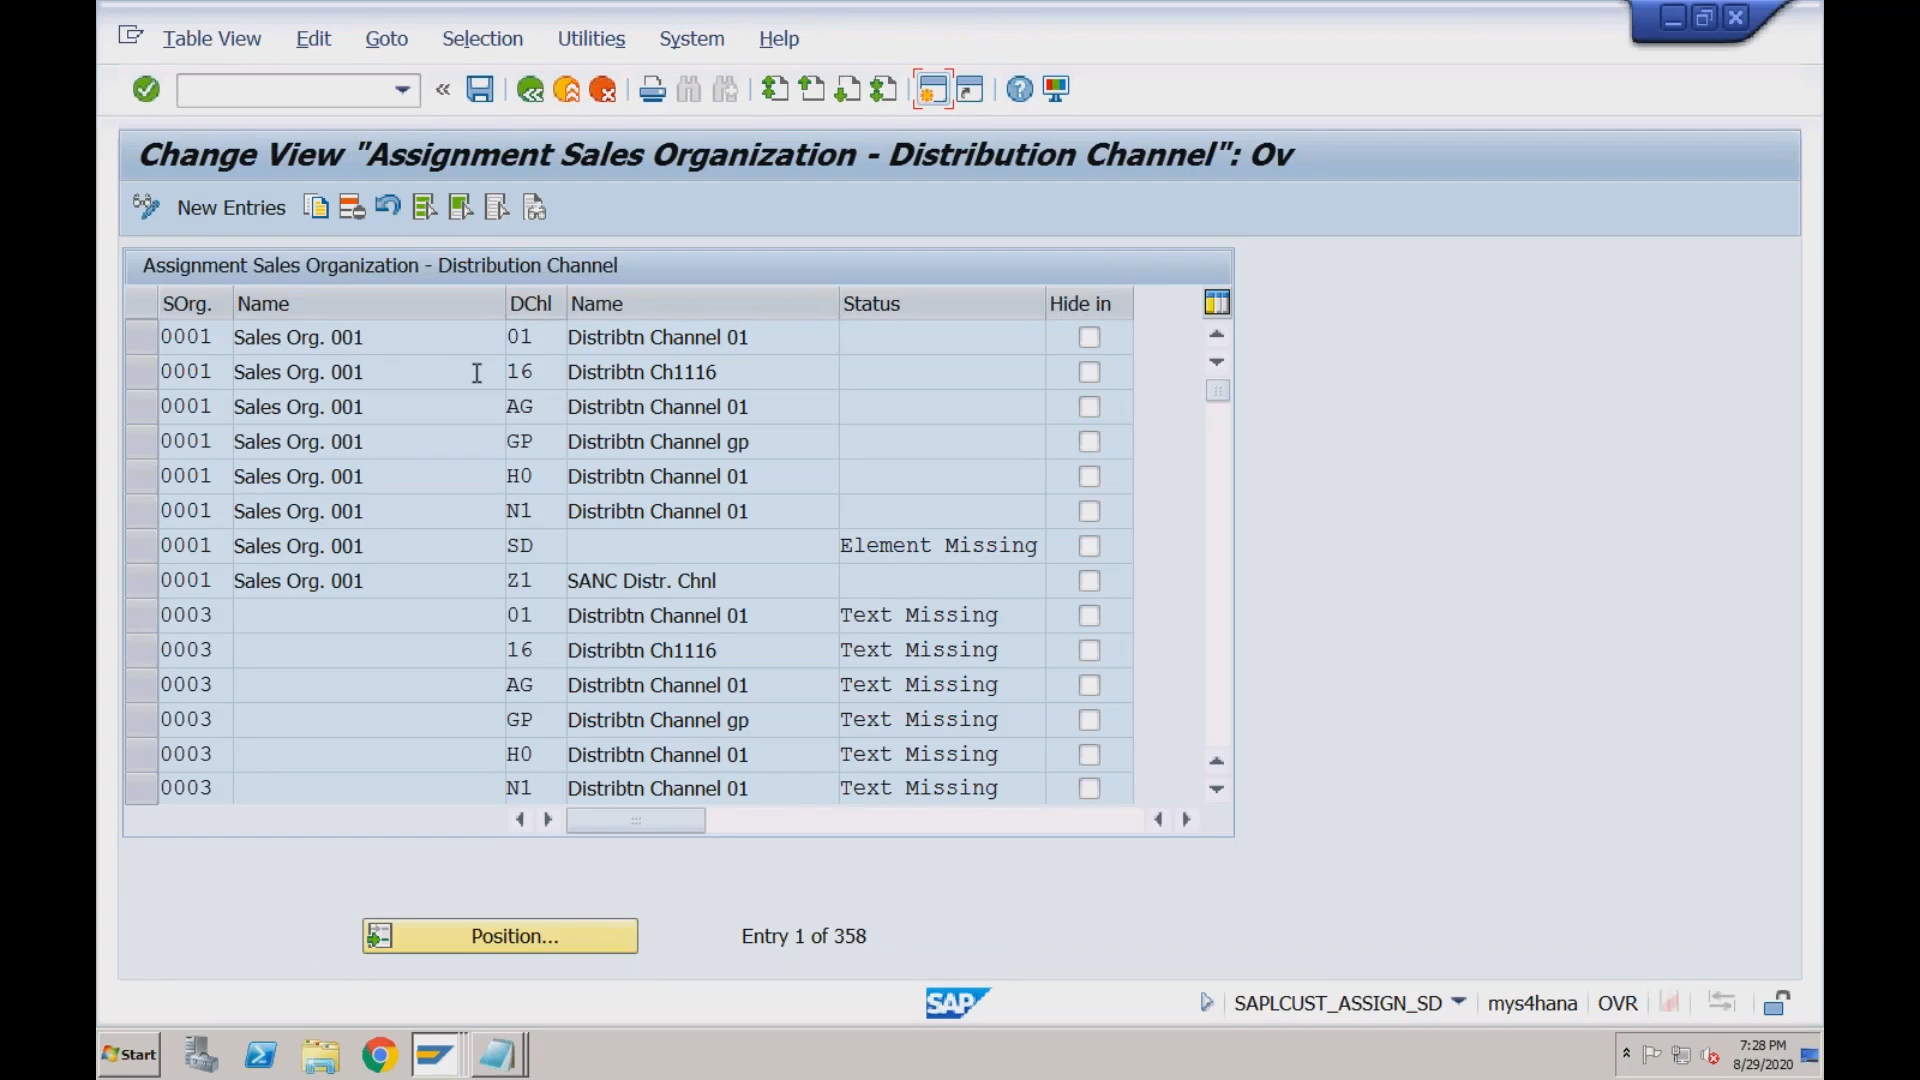 Table View Edit Goto Selection Utilities System Help
Change View "Assignment Sales Organization - Distribution Channel": Ov
New Entries
Assignment Sales Organization - Distribution Channel
SOrg. Name DChl Name Status Hide in
0001 Sales Org. 001 01 Distribtn Channel 01
0001 Sales Org. 001 16 Distribtn Ch1116
0001 Sales Org. 001 AG Distribtn Channel 01
0001 Sales Org. 001 GP Distribtn Channel gp
0001 Sales Org. 001 H0 Distribtn Channel 01
0001 Sales Org. 001 N1 Distribtn Channel 01
0001 Sales Org. 001 SD Element Missing
0001 Sales Org. 001 Z1 SANC Distr. Chnl
0003 01 Distribtn Channel 01 Text Missing
0003 16 Distribtn Ch1116 Text Missing
0003 AG Distribtn Channel 01 Text Missing
0003 GP Distribtn Channel gp Text Missing
0003 H0 Distribtn Channel 01 Text Missing
0003 N1 Distribtn Channel 01 Text Missing
Position... Entry 1 of 358
SAP SAPLCUST_ASSIGN_SD mys4hana OVR
Start 7:28 PM
8/29/2020